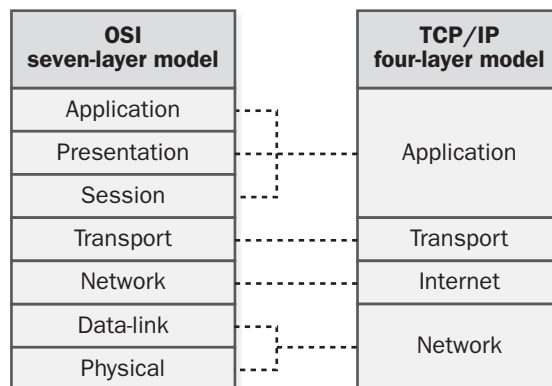 OSI
seven-layer model
Application
Presentation
Session
Transport
Network
Data-link
Physical
TCP/IP
four-layer model
Application
Transport
Internet
Network